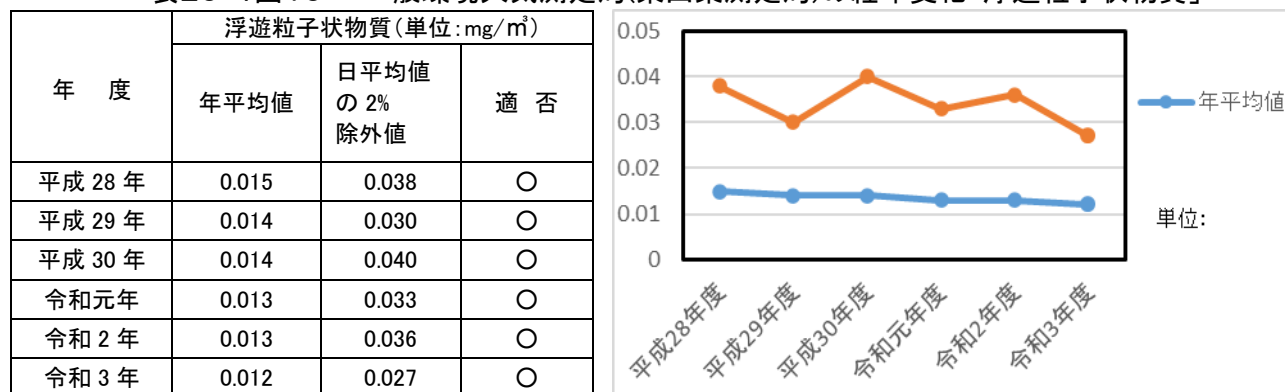 浮遊粒子状物質(単位:mg/㎥)
年 度
年平均値
日平均値
の 2%
除外値
適 否
平成 28 年 0.015 0.038 〇
平成 29 年 0.014 0.030 〇
平成 30 年 0.014 0.040 〇
令和元年 0.013 0.033 〇
令和 2 年 0.013 0.036 〇
令和 3 年 0.012 0.027 〇
0.05
0.04
0.03
0.02
0.01
0
平成28年度
平成29年度
平成30年度
令和元年度
令和2年度
令和3年度
年平均値
単位: